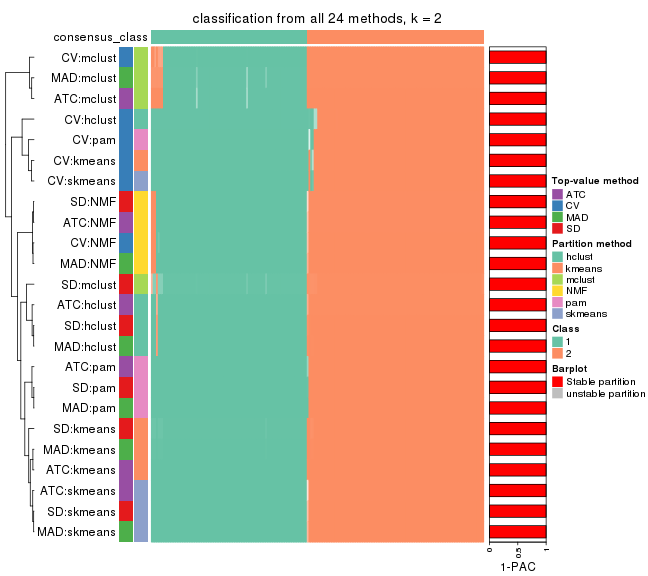 classification from all 24 methods, k = 2
consensus_class
CV:mclust
MAD:mclust
ATC:mclust
CV:hclust
CV:pam
CV:kmeans
CV:skmeans
SD:NMF
ATC:NMF
CV:NMF
MAD:NMF
SD:mclust
ATC:hclust
SD:hclust
MAD:hclust
ATC:pam
SD:pam
MAD:pam
SD:kmeans
MAD:kmeans
ATC:kmeans
ATC:skmeans
SD:skmeans
MAD:skmeans
0
0.5
1
1-PAC
Top-value method
ATC
CV
MAD
SD
Partition method
hclust
kmeans
mclust
NMF
pam
skmeans
Class
1
2
Barplot
Stable partition
unstable partition